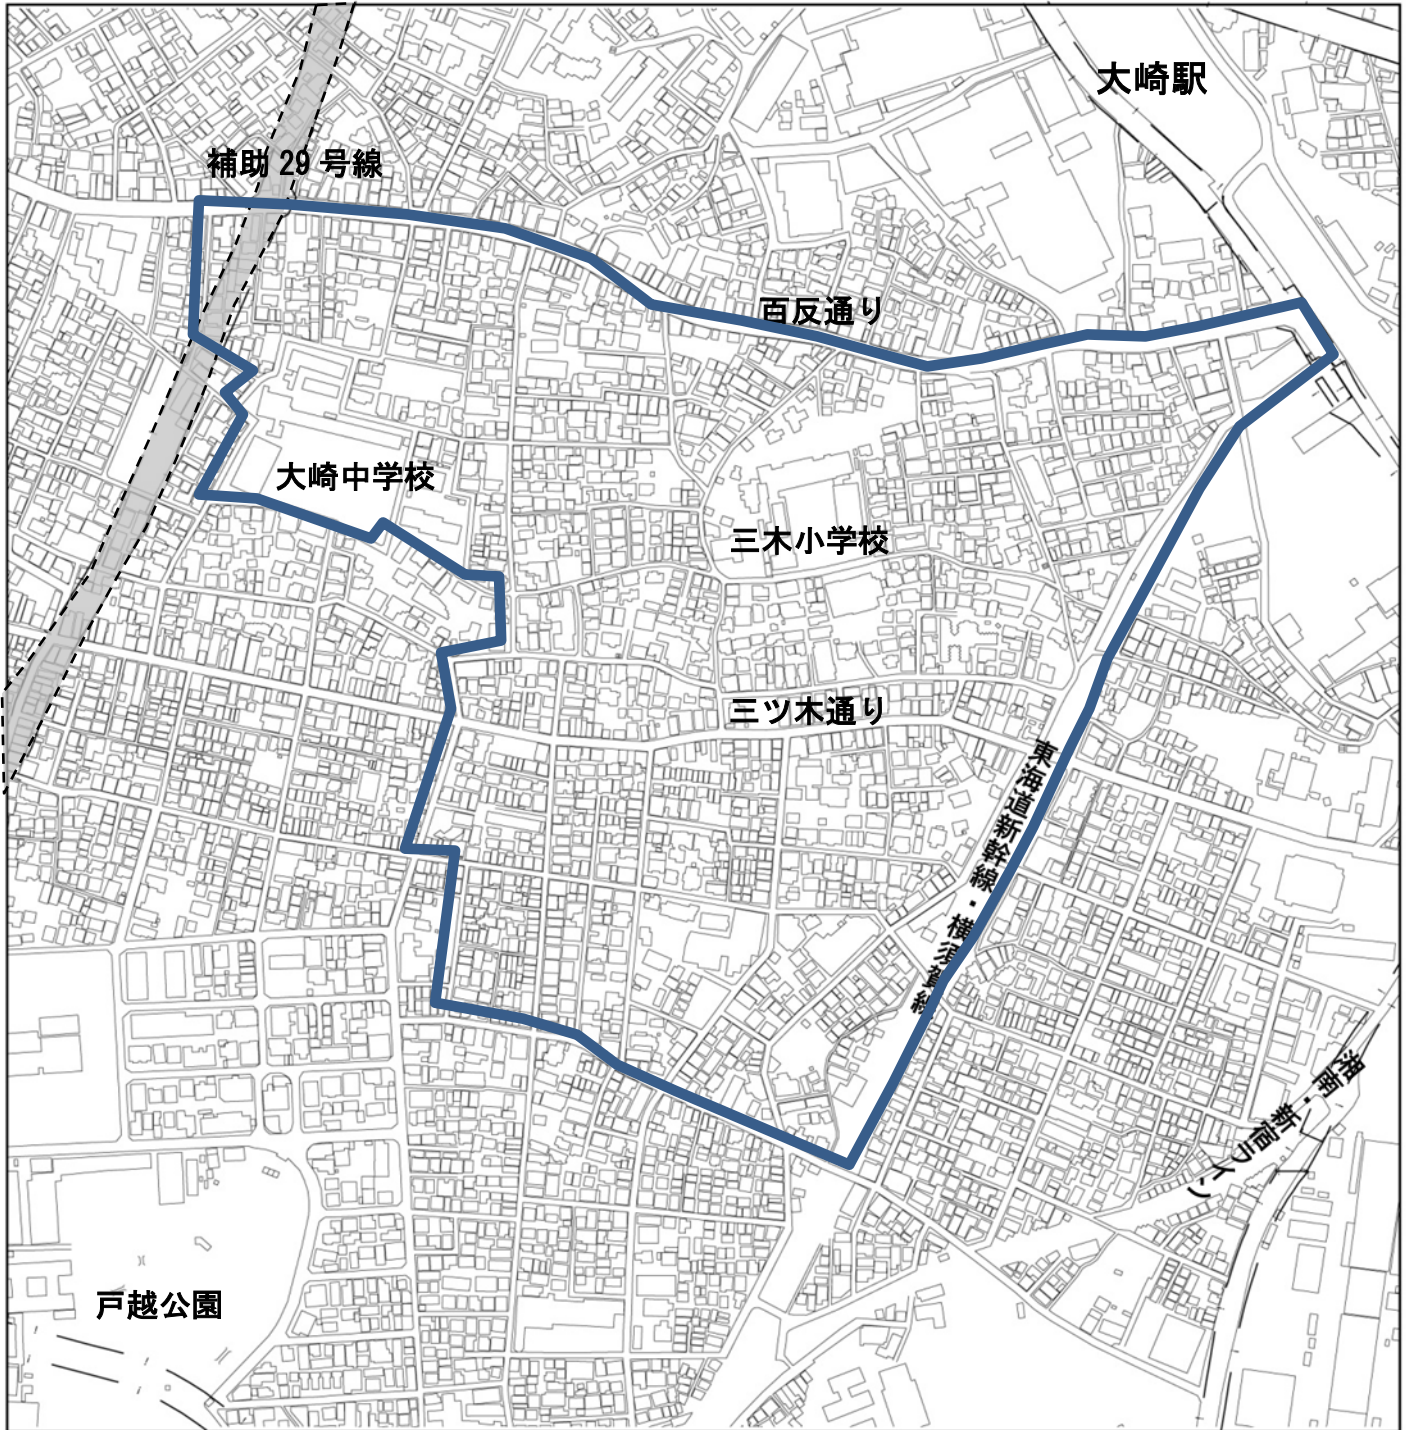 大崎駅
補助 29 号線
百反通り
大崎中学校
三木小学校
三ツ木通り
東海道新幹線・横須賀線
湘南・新宿ライン
戸越公園